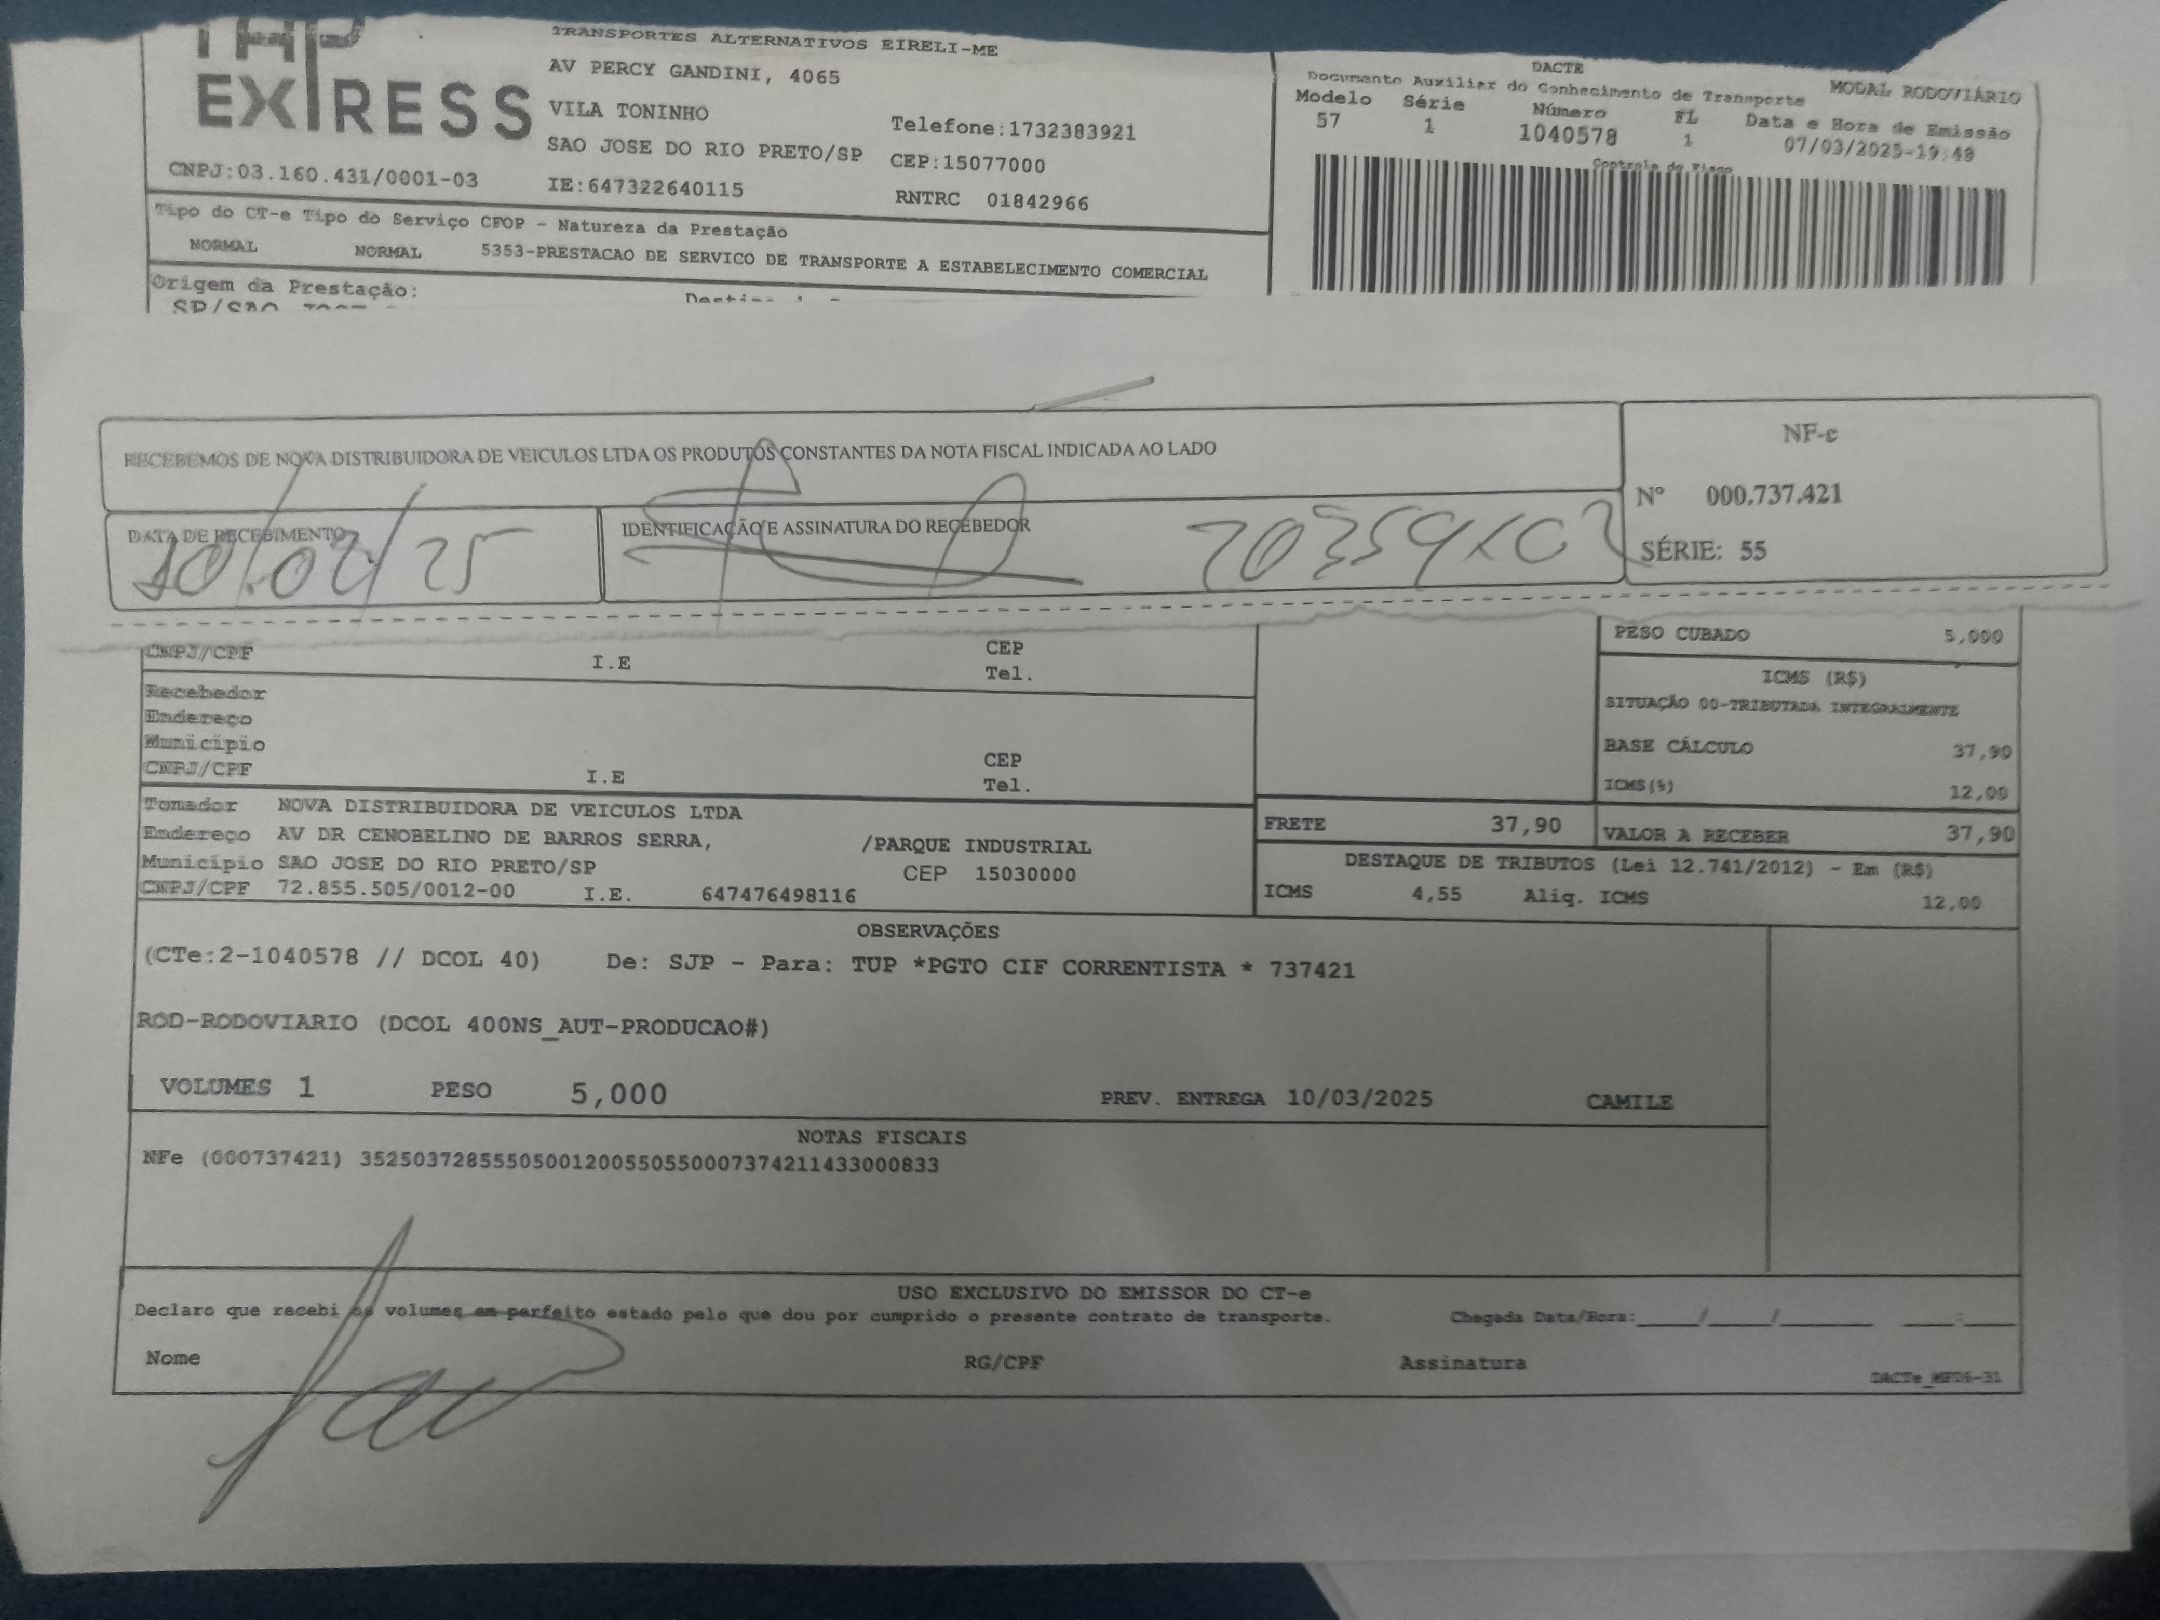 EXPRESS
TRANSPORTES ALTERNATIVOS EIRELI-ME
AV PERCY GANDINI, 4065
VILA TONINHO
Telefone:1732383921
SAO JOSE DO RIO PRETO/SP CEP:15077000
CNPJ:03.160.431/0001-03 IE:647322640115 RNTRC 01842966
DACTE
Documento Auxiliar do Conhecimento de Transporte MODAL RODOVIÁRIO
Modelo Série Número FL Data e Hora de Emissão
57 1 1040578 1 07/03/2025-19:48
Controle do Fisco
Tipo do CT-e Tipo do Serviço CFOP - Natureza da Prestação
NORMAL NORMAL 5353-PRESTACAO DE SERVICO DE TRANSPORTE A ESTABELECIMENTO COMERCIAL
Origem da Prestação:
RECEBEMOS DE NOVA DISTRIBUIDORA DE VEICULOS LTDA OS PRODUTOS CONSTANTES DA NOTA FISCAL INDICADA AO LADO
NF-e
Nº 000.737.421
SÉRIE: 55
DATA DE RECEBIMENTO IDENTIFICAÇÃO E ASSINATURA DO RECEBEDOR
CNPJ/CPF I.E CEP
Tel.
PESO CUBADO 5,000
Recebedor
Endereço
Município CEP
CNPJ/CPF I.E Tel.
ICMS (R$)
SITUAÇÃO 00-TRIBUTADA INTEGRALMENTE
BASE CÁLCULO 37,90
ICMS(%) 12,00
Tomador NOVA DISTRIBUIDORA DE VEICULOS LTDA
Endereço AV DR CENOBELINO DE BARROS SERRA, /PARQUE INDUSTRIAL
Município SAO JOSE DO RIO PRETO/SP CEP 15030000
CNPJ/CPF 72.855.505/0012-00 I.E. 647476498116
FRETE 37,90 VALOR A RECEBER 37,90
DESTAQUE DE TRIBUTOS (Lei 12.741/2012) - Em (R$)
ICMS 4,55 Aliq. ICMS 12,00
OBSERVAÇÕES
(CTe:2-1040578 // DCOL 40) De: SJP - Para: TUP *PGTO CIF CORRENTISTA * 737421
ROD-RODOVIARIO (DCOL 400NS_AUT-PRODUCAO#)
VOLUMES 1 PESO 5,000 PREV. ENTREGA 10/03/2025 CAMILE
NOTAS FISCAIS
NFe (000737421) 35250372855505001200550550007374211433000833
USO EXCLUSIVO DO EMISSOR DO CT-e
Declaro que recebi os volumes em perfeito estado pelo que dou por cumprido o presente contrato de transporte. Chegada Data/Hora:____/____/______ ____:____
Nome RG/CPF Assinatura